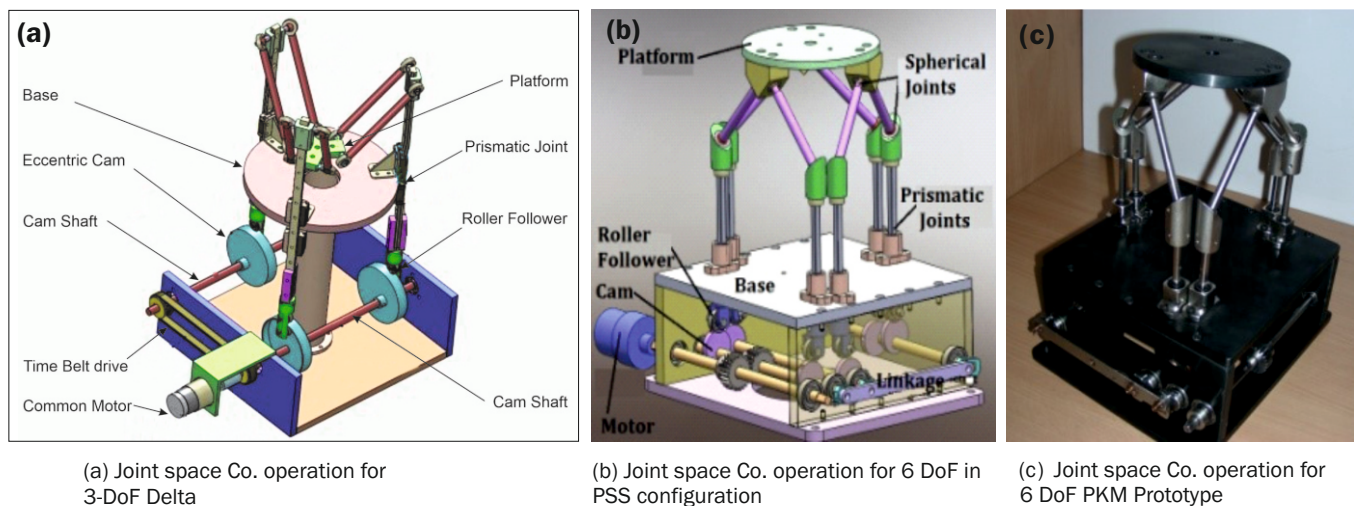 (a)
Base
Eccentric Cam
Cam Shaft
Time Belt drive
Common Motor
Platform
Prismatic Joint
Roller Follower
Cam Shaft
(b)
Platform
Spherical
Joints
Prismatic
Joints
Roller
Follower
Cam
Base
Linkage
Motor
(c)
(a) Joint space Co. operation for
3-DoF Delta
(b) Joint space Co. operation for 6 DoF in
PSS configuration
(c) Joint space Co. operation for
6 DoF PKM Prototype